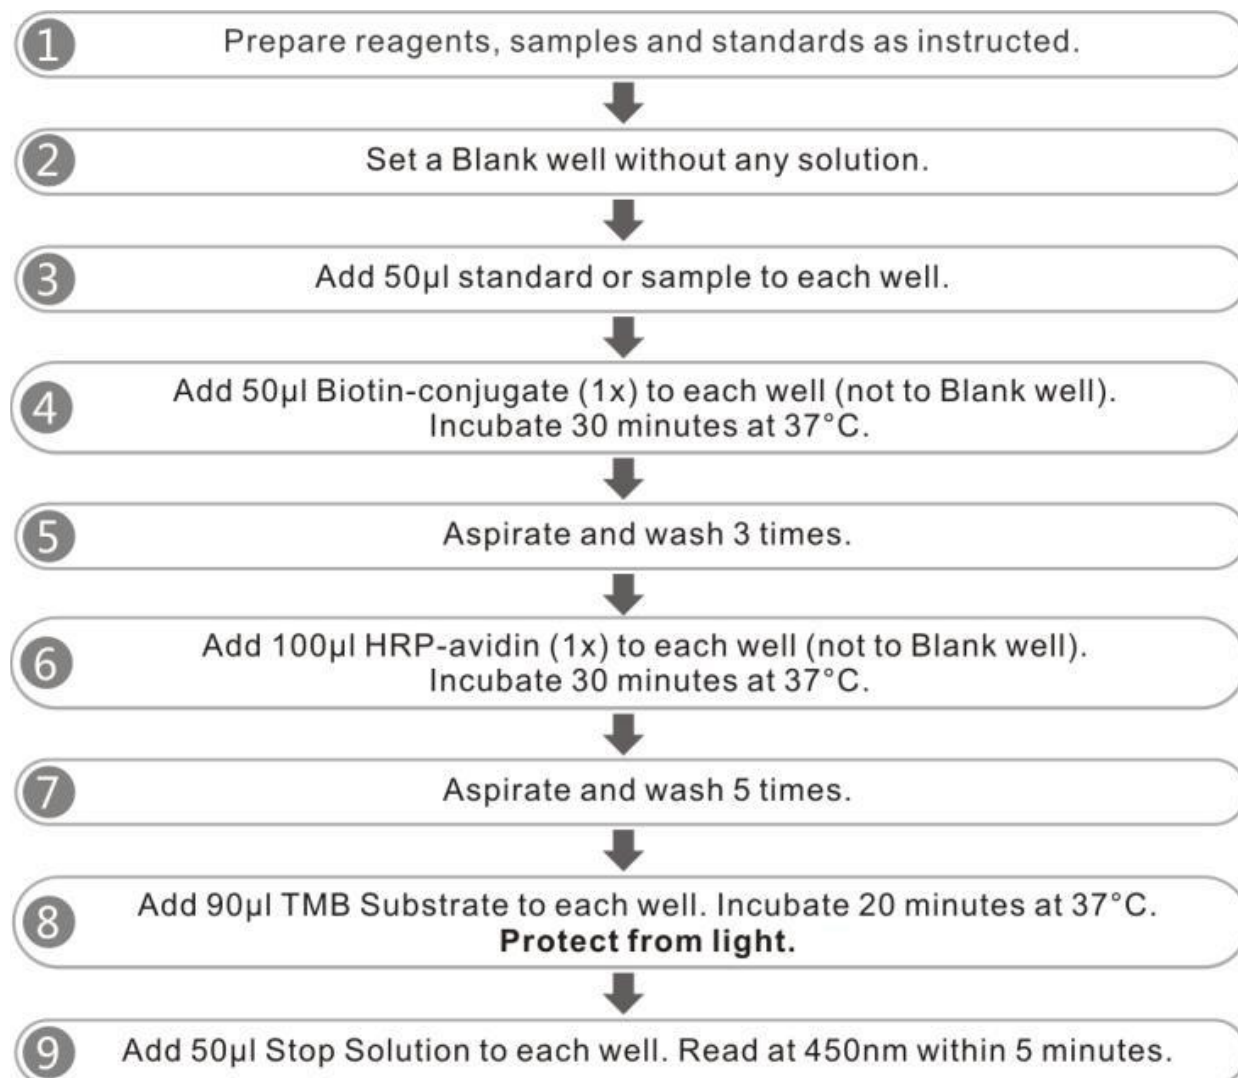 1 Prepare reagents, samples and standards as instructed.
2 Set a Blank well without any solution.
3 Add 50µl standard or sample to each well.
4 Add 50µl Biotin-conjugate (1x) to each well (not to Blank well).
Incubate 30 minutes at 37°C.
5 Aspirate and wash 3 times.
6 Add 100µl HRP-avidin (1x) to each well (not to Blank well).
Incubate 30 minutes at 37°C.
7 Aspirate and wash 5 times.
8 Add 90µl TMB Substrate to each well. Incubate 20 minutes at 37°C.
Protect from light.
9 Add 50µl Stop Solution to each well. Read at 450nm within 5 minutes.